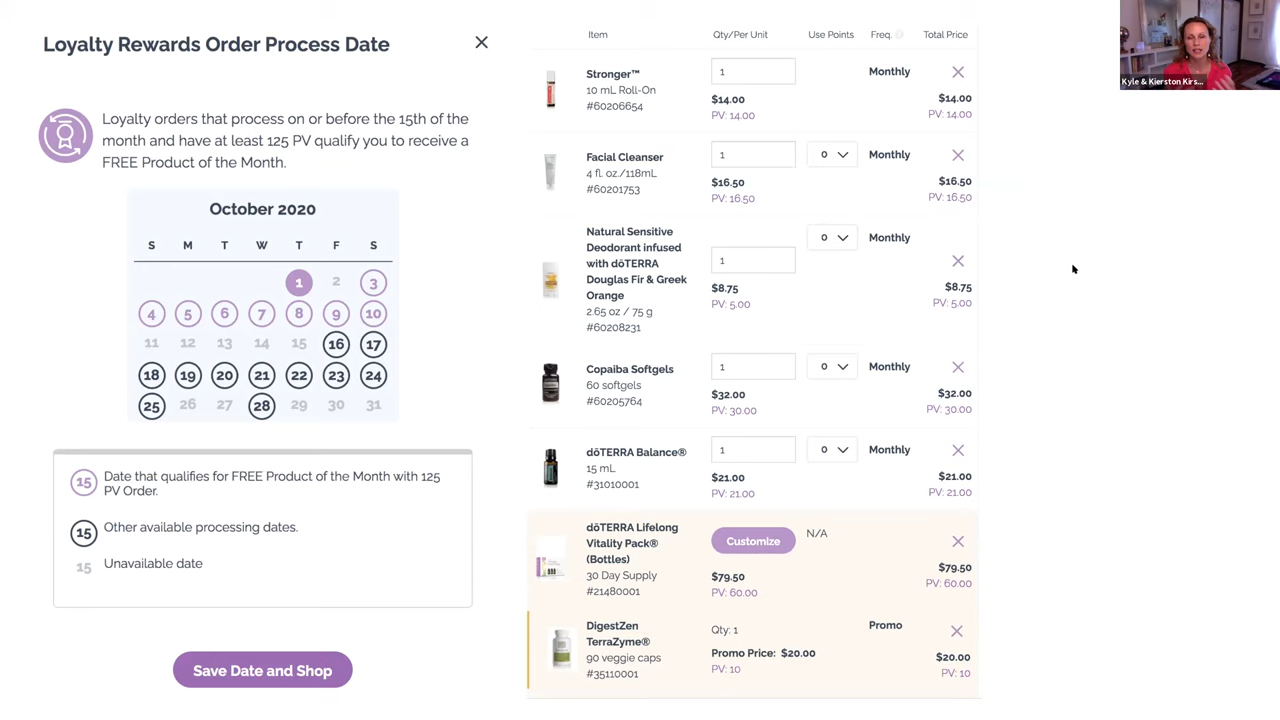 Loyalty Rewards Order Process Date
Loyalty orders that process on or before the 15th of the
month and have at least 125 PV qualify you to receive a
FREE Product of the Month.
October 2020
S M T W T F S
1 2 3
4 5 6 7 8 9 10
11 12 13 14 15 16 17
18 19 20 21 22 23 24
25 26 27 28 29 30 31
15 Date that qualifies for FREE Product of the Month with 125
PV Order.
15 Other available processing dates.
15 Unavailable date
Save Date and Shop
Item Qty/Per Unit Use Points Freq. Total Price
Stronger™
10 mL Roll-On
#60206654
1
$14.00
PV: 14.00
Monthly
$14.00
PV: 14.00
Facial Cleanser
4 fl. oz./118mL
#60201753
1
$16.50
PV: 16.50
0
Monthly
$16.50
PV: 16.50
Natural Sensitive
Deodorant infused
with dōTERRA
Douglas Fir & Greek
Orange
2.65 oz / 75 g
#60208231
1
$8.75
PV: 5.00
0
Monthly
$8.75
PV: 5.00
Copaiba Softgels
60 softgels
#60205764
1
$32.00
PV: 30.00
0
Monthly
$32.00
PV: 30.00
dōTERRA Balance®
15 mL
#31010001
1
$21.00
PV: 21.00
0
Monthly
$21.00
PV: 21.00
dōTERRA Lifelong
Vitality Pack®
(Bottles)
30 Day Supply
#21480001
Customize
$79.50
PV: 60.00
N/A
$79.50
PV: 60.00
DigestZen
TerraZyme®
90 veggie caps
#35110001
Qty: 1
Promo Price: $20.00
PV: 10
Promo
$20.00
PV: 10
Kyle & Kierston Kirs...